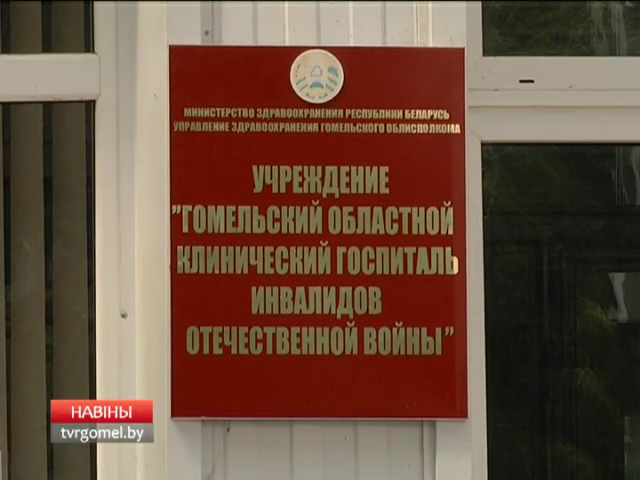 МИНИСТЕРСТВО ЗДРАВООХРАНЕНИЯ РЕСПУБЛИКИ БЕЛАРУСЬ
УПРАВЛЕНИЕ ЗДРАВООХРАНЕНИЯ ГОМЕЛЬСКОГО ОБЛИСПОЛКОМА
УЧРЕЖДЕНИЕ
"ГОМЕЛЬСКИЙ ОБЛАСТНОЙ
КЛИНИЧЕСКИЙ ГОСПИТАЛЬ
ИНВАЛИДОВ
ОТЕЧЕСТВЕННОЙ ВОЙНЫ"
НАВІНЫ
tvrgomel.by